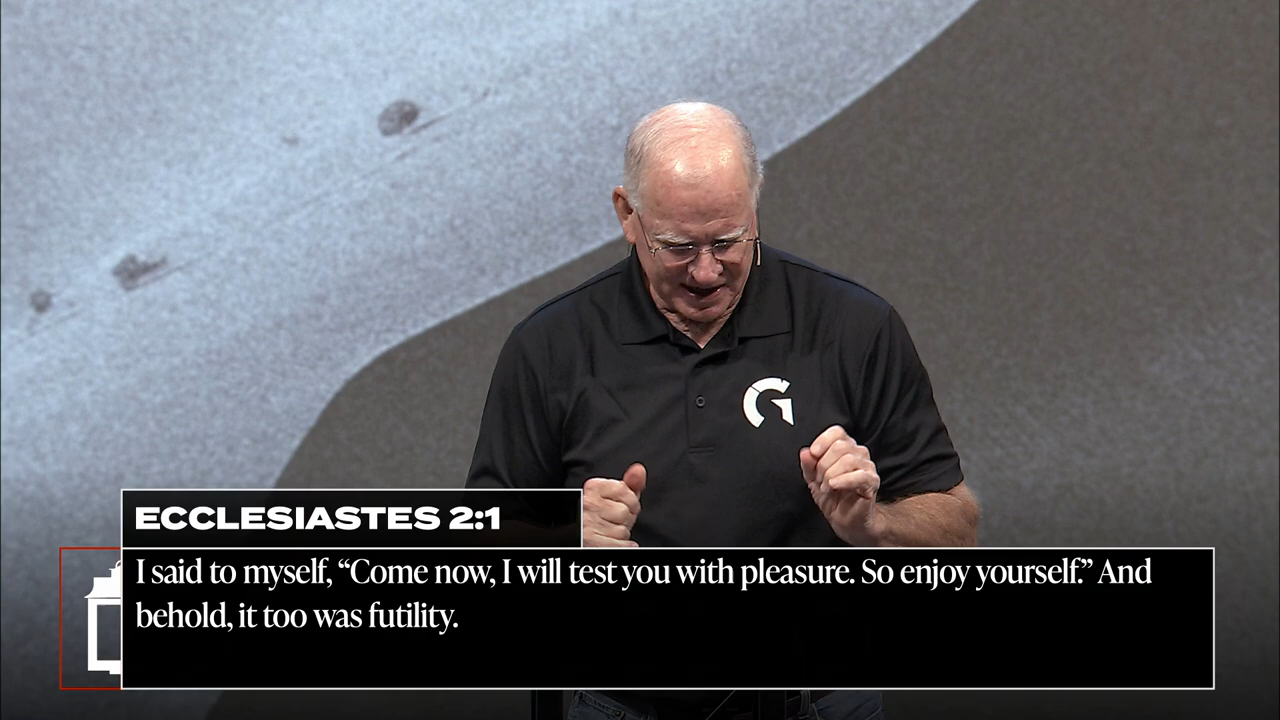 G
ECCLESIASTES 2:1
I said to myself, “Come now, I will test you with pleasure. So enjoy yourself.” And
behold, it too was futility.